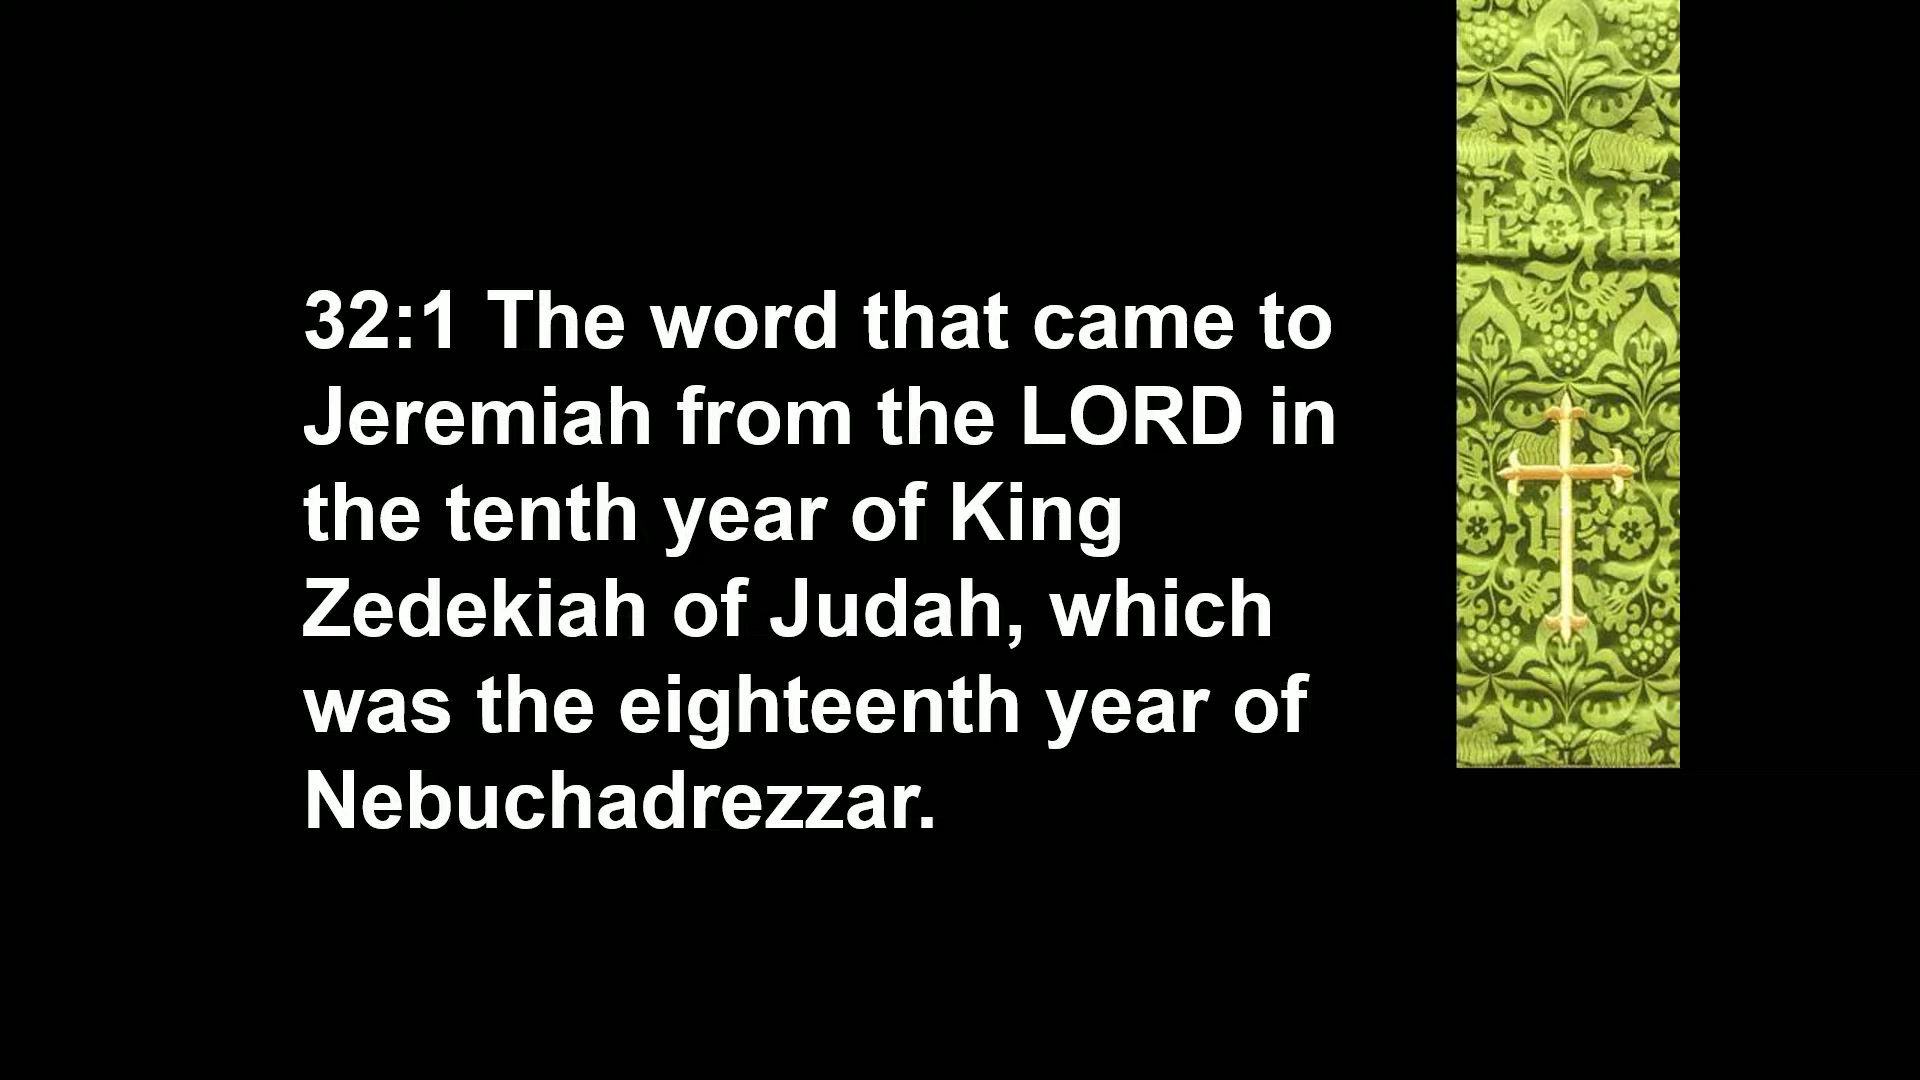 32:1 The word that came to
Jeremiah from the LORD in
the tenth year of King
Zedekiah of Judah, which
was the eighteenth year of
Nebuchadrezzar.